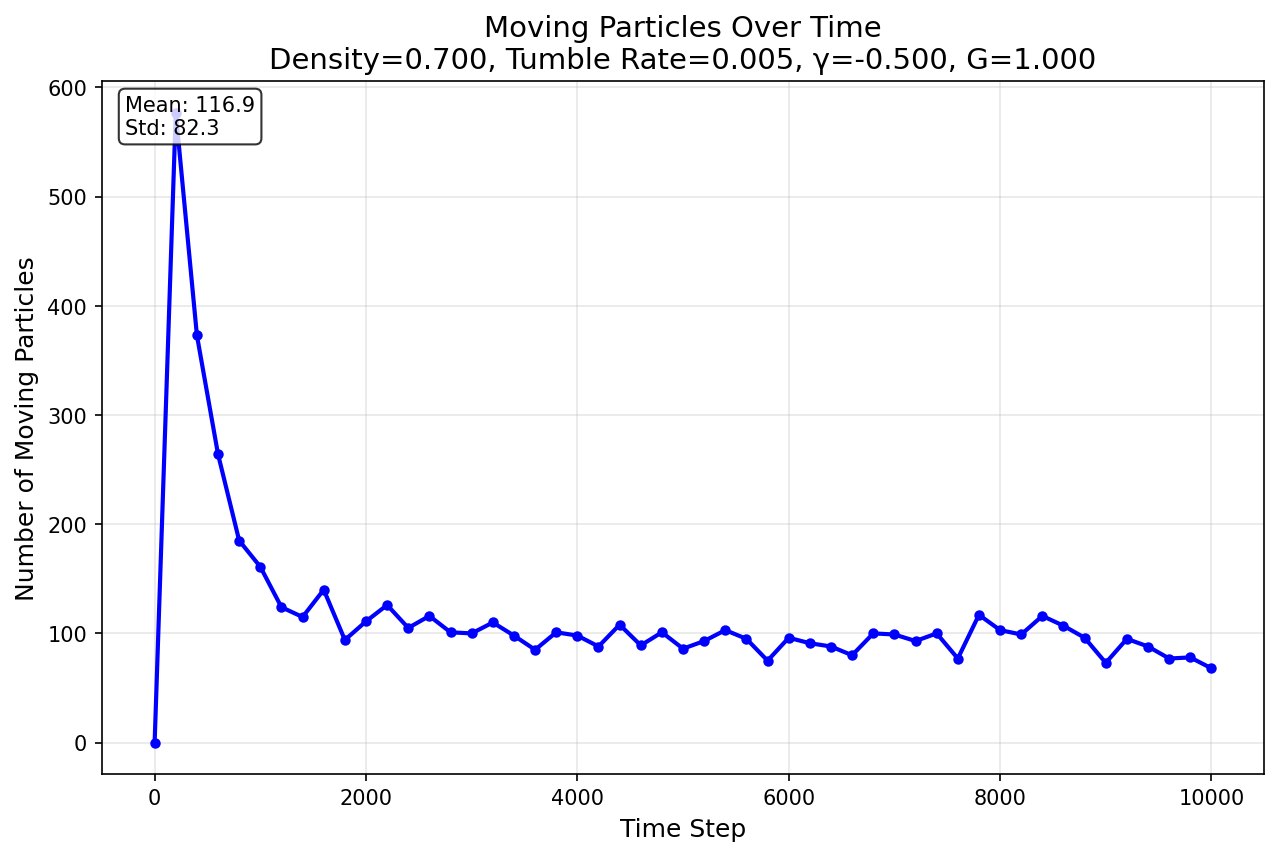 Moving Particles Over Time
Density=0.700, Tumble Rate=0.005, γ=-0.500, G=1.000
Mean: 116.9
Std: 82.3
Number of Moving Particles
600
500
400
300
200
100
0
0 2000 4000 6000 8000 10000
Time Step